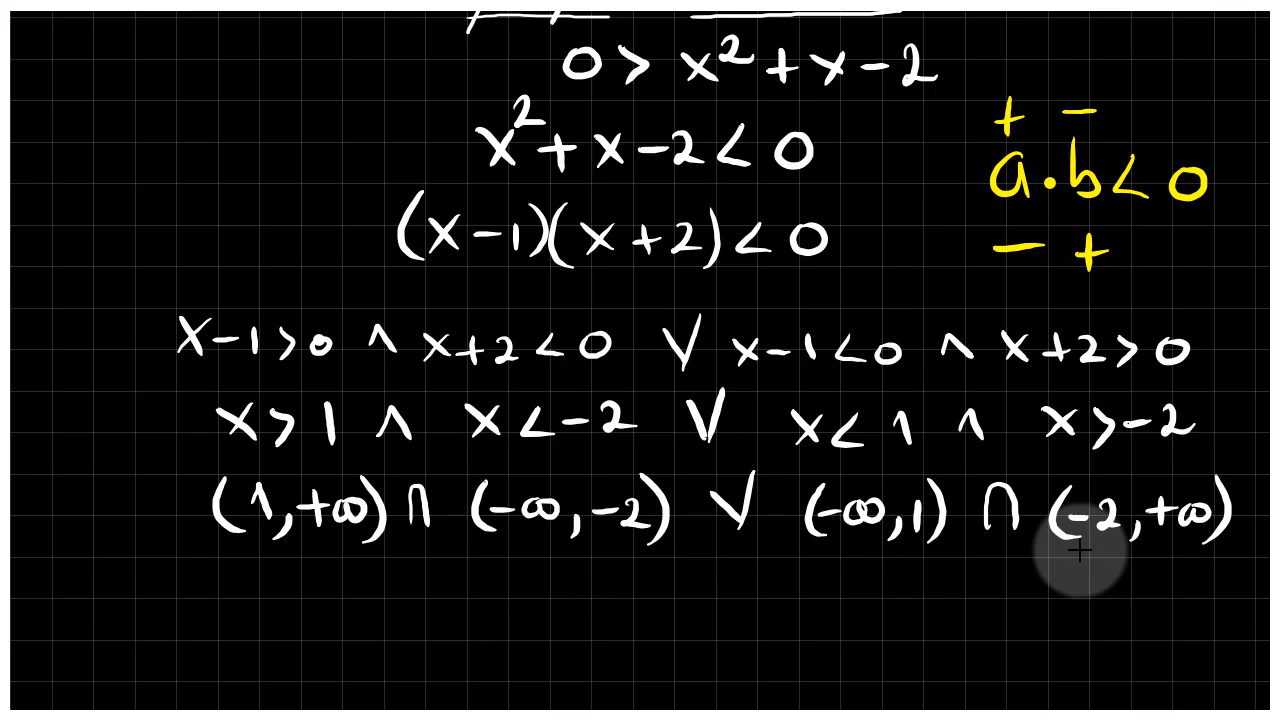 0 > x² + x - 2
x² + x - 2 < 0
+ -
a · b < 0
- +
(x - 1)(x + 2) < 0
x - 1 > 0 ∧ x + 2 < 0 ∨ x - 1 < 0 ∧ x + 2 > 0
x > 1 ∧ x < -2 ∨ x < 1 ∧ x > -2
(1, +∞) ∩ (-∞, -2) ∨ (-∞, 1) ∩ (-2, +∞)